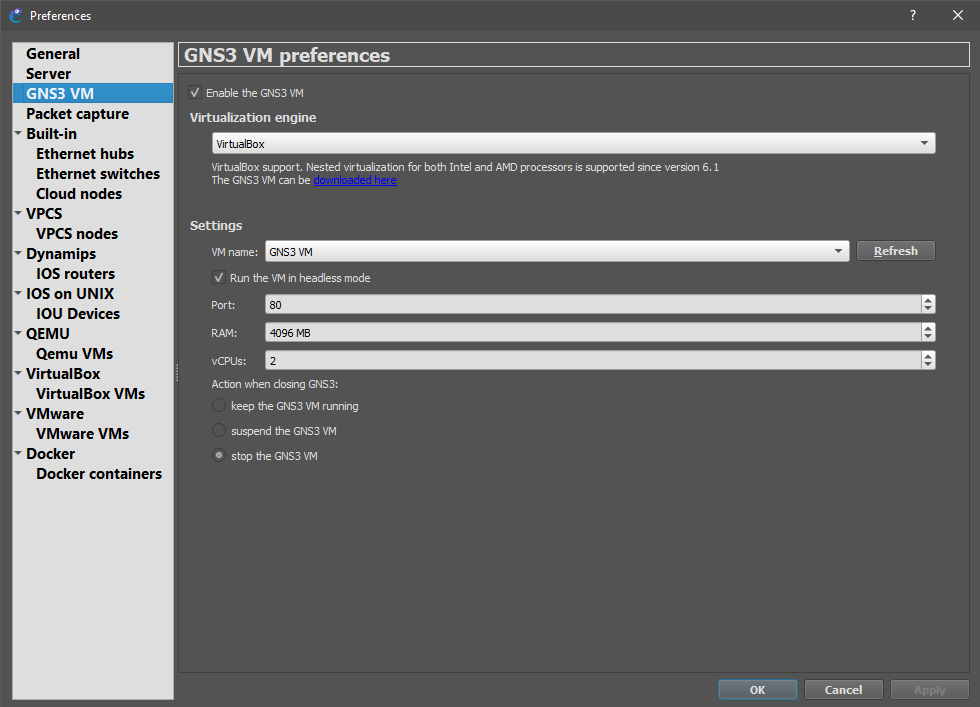 Preferences
?
General
Server
GNS3 VM
Packet capture
Built-in
Ethernet hubs
Ethernet switches
Cloud nodes
VPCS
VPCS nodes
Dynamips
IOS routers
IOS on UNIX
IOU Devices
QEMU
Qemu VMs
VirtualBox
VirtualBox VMs
VMware
VMware VMs
Docker
Docker containers
GNS3 VM preferences
Enable the GNS3 VM
Virtualization engine
VirtualBox
VirtualBox support. Nested virtualization for both Intel and AMD processors is supported since version 6.1
The GNS3 VM can be downloaded here
Settings
VM name: GNS3 VM Refresh
Run the VM in headless mode
Port: 80
RAM: 4096 MB
vCPUs: 2
Action when closing GNS3:
keep the GNS3 VM running
suspend the GNS3 VM
stop the GNS3 VM
OK Cancel Apply